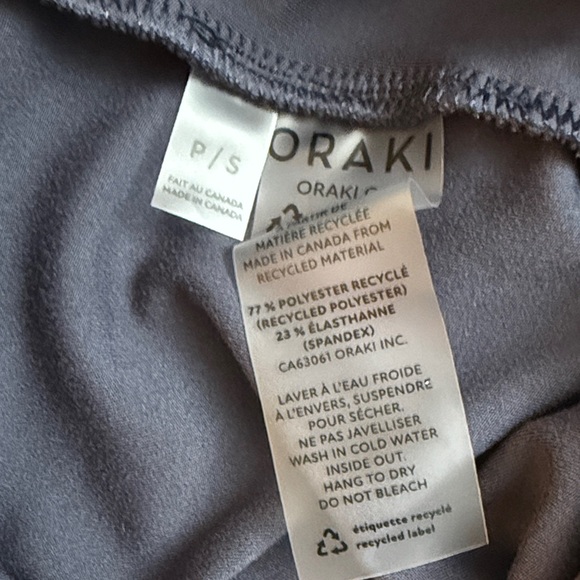 P/S
FAIT AU CANADA
MADE IN CANADA
ORAKI
ORAKI
MATIÈRE RECYCLÉE
MADE IN CANADA FROM
RECYCLED MATERIAL
77 % POLYESTER RECYCLÉ
(RECYCLED POLYESTER)
23 % ÉLASTHANNE
(SPANDEX)
CA63061 ORAKI INC.
LAVER À L'EAU FROIDE
À L'ENVERS, SUSPENDRE
POUR SÉCHER.
NE PAS JAVELLISER
WASH IN COLD WATER
INSIDE OUT.
HANG TO DRY
DO NOT BLEACH
étiquette recyclé
recycled label